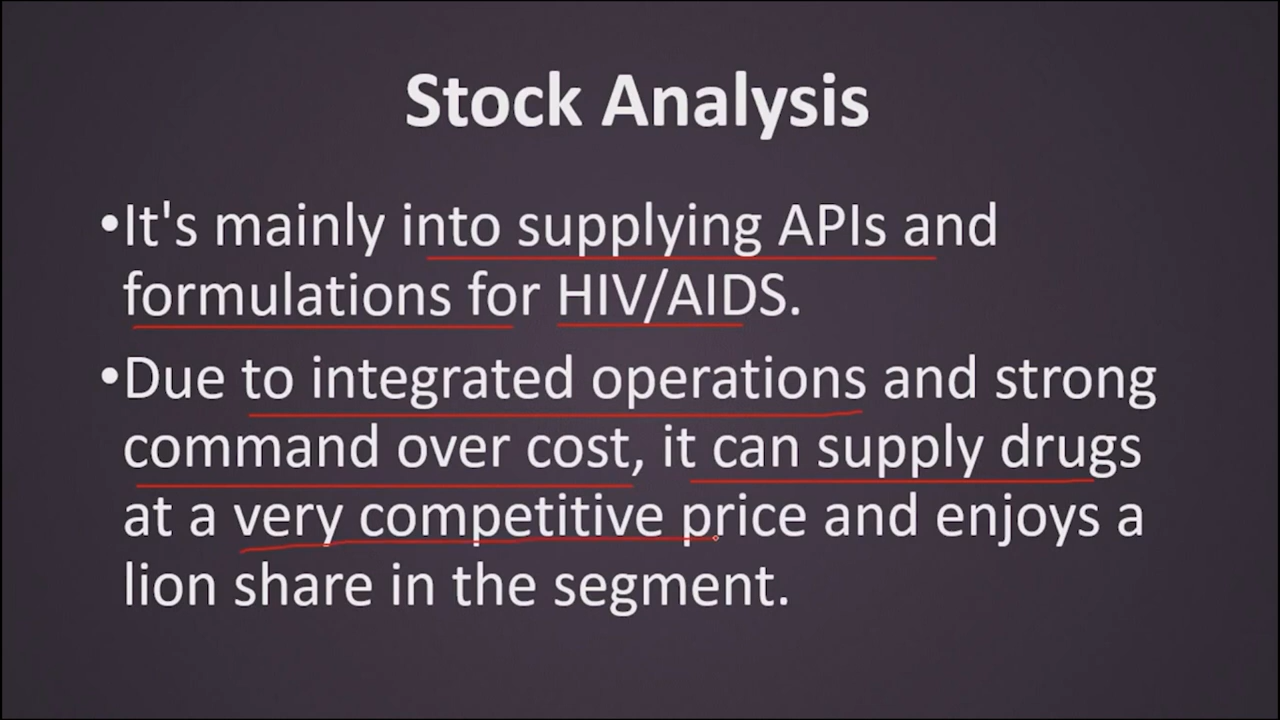 Stock Analysis
•It's mainly into supplying APIs and
formulations for HIV/AIDS.
•Due to integrated operations and strong
command over cost, it can supply drugs
at a very competitive price and enjoys a
lion share in the segment.